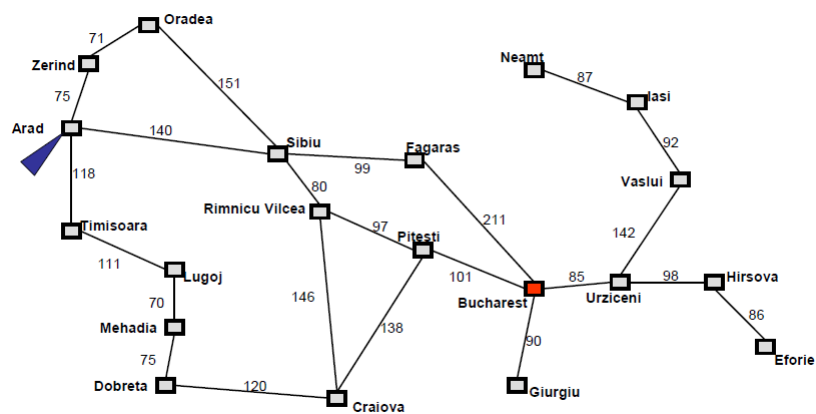 Oradea
71
Neamt
Zerind
87
151
Iasi
75
Arad
140
92
Sibiu
Fagaras
118
99
Vaslui
80
Rimnicu Vilcea
211
Timisoara
97
142
Pitesti
111
Lugoj
101
85
98
Hirsova
146
Bucharest
Urziceni
70
86
Mehadia
138
90
75
Eforie
Dobreta
120
Giurgiu
Craiova